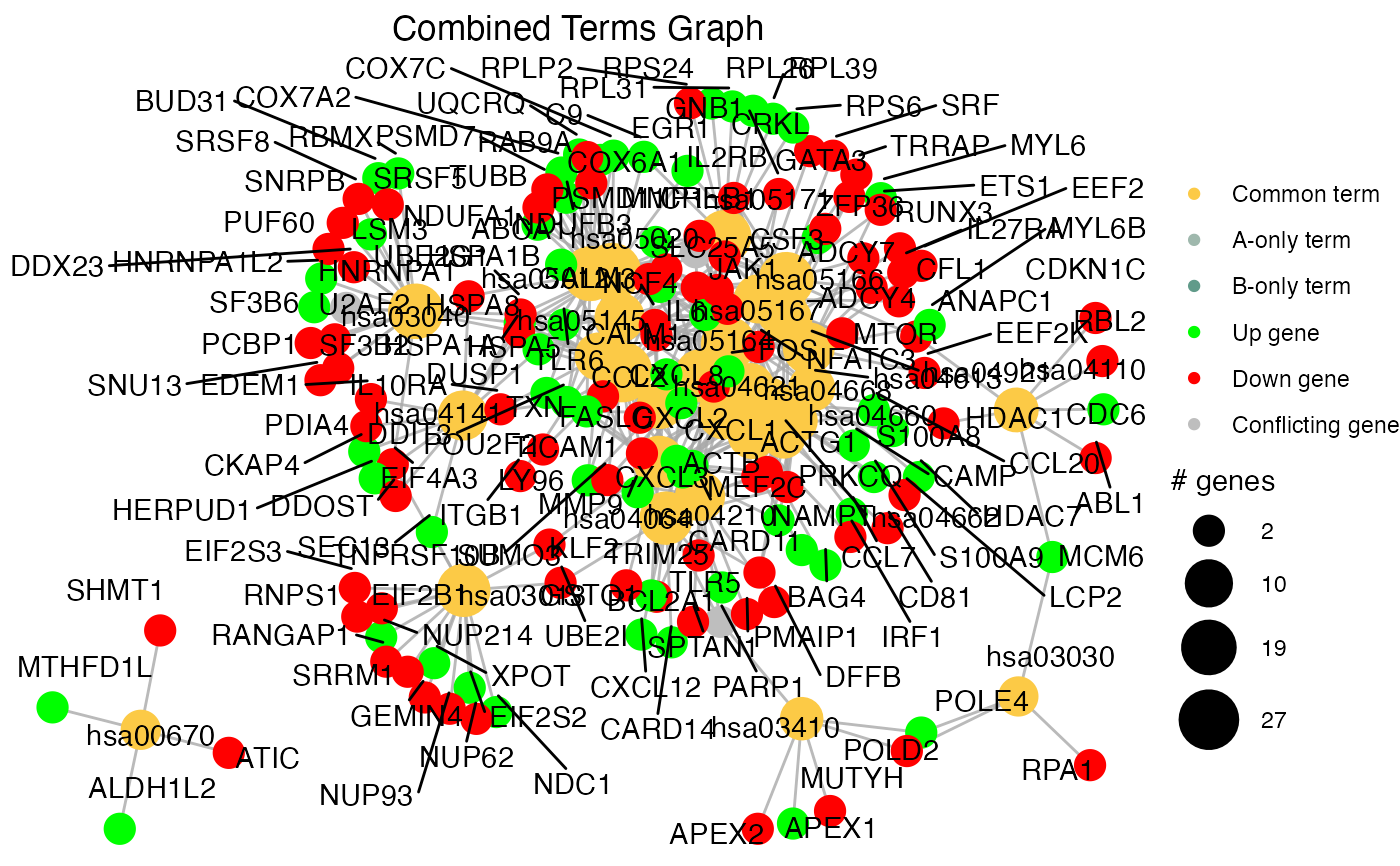 Combined Terms Graph
COX7C
RPLP2
RPS24
RPL26
RPL39
RPL31
BUD31
COX7A2
UQCRQ
C9
GNB1
RPS6
SRF
SRSF8
RBMX
PSMD7
RAB9A
EGR1
CRKL
TRRAP
MYL6
COX6A1
IL2RB
GATA3
SNRPB
SRSF5
TUBB
ETS1
EEF2
hsa05171
ZFP36
RUNX3
PUF60
LSM3
NDUFA1
ABCA1
NDUFB3
hsa05020
CSF3
IL27RA
MYL6B
DDX23
HNRNPA1L2
HNRNPA1
HSPA1B
SLC25A5
ADCY7
CFL1
CDKN1C
JAK1
hsa05166
NCF4
CALM3
SF3B6
U2AF2
HSPA8
hsa03040
hsa05145
IL6
hsa05167
ADCY4
ANAPC1
RBL2
PCBP1
SF3B2
HSPA1A
HSPA5
CALM1
hsa05164
FOS
MTOR
EEF2K
NFATC3
SNU13
EDEM1
IL10RA
DUSP1
TLR6
CCL2
CXCL8
hsa04621
hsa04668
hsa04613
hsa04921
hsa04110
PDIA4
hsa04141
TXN
FASLG
CXCL2
CXCL1
hsa04660
HDAC1
CDC6
DDIT3
POU2F2
TICAM1
ACTG1
S100A8
CKAP4
EIF4A3
LY96
CXCL3
ACTB
PRKCQ
CAMP
CCL20
ABL1
HERPUD1
DDOST
ITGB1
MMP9
MEF2C
hsa04064
hsa04210
NAMPT
hsa04662
HDAC7
EIF2S3
SEC13
TNFRSF10B
SUMO3
KLF2
TRIM25
CARD11
CCL7
S100A9
MCM6
SHMT1
RNPS1
EIF2B1
hsa03013
GSTO1
BCL2A1
TLR5
BAG4
CD81
LCP2
RANGAP1
NUP214
UBE2I
SPTAN1
PMAIP1
IRF1
MTHFD1L
SRRM1
XPOT
CXCL12
PARP1
DFFB
hsa03030
hsa00670
GEMIN4
EIF2S2
CARD14
hsa03410
POLE4
ATIC
NUP62
POLD2
RPA1
ALDH1L2
NUP93
NDC1
MUTYH
APEX2
APEX1
Common term
A-only term
B-only term
Up gene
Down gene
Conflicting gene
# genes
2
10
19
27